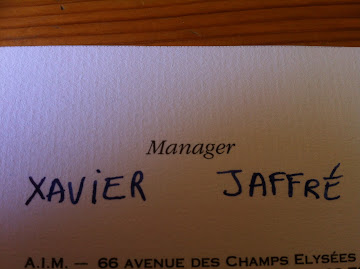 Manager
XAViER JAFFRÉ
A.I.M. — 66 AVENUE DES CHAMPS ELYSÉES